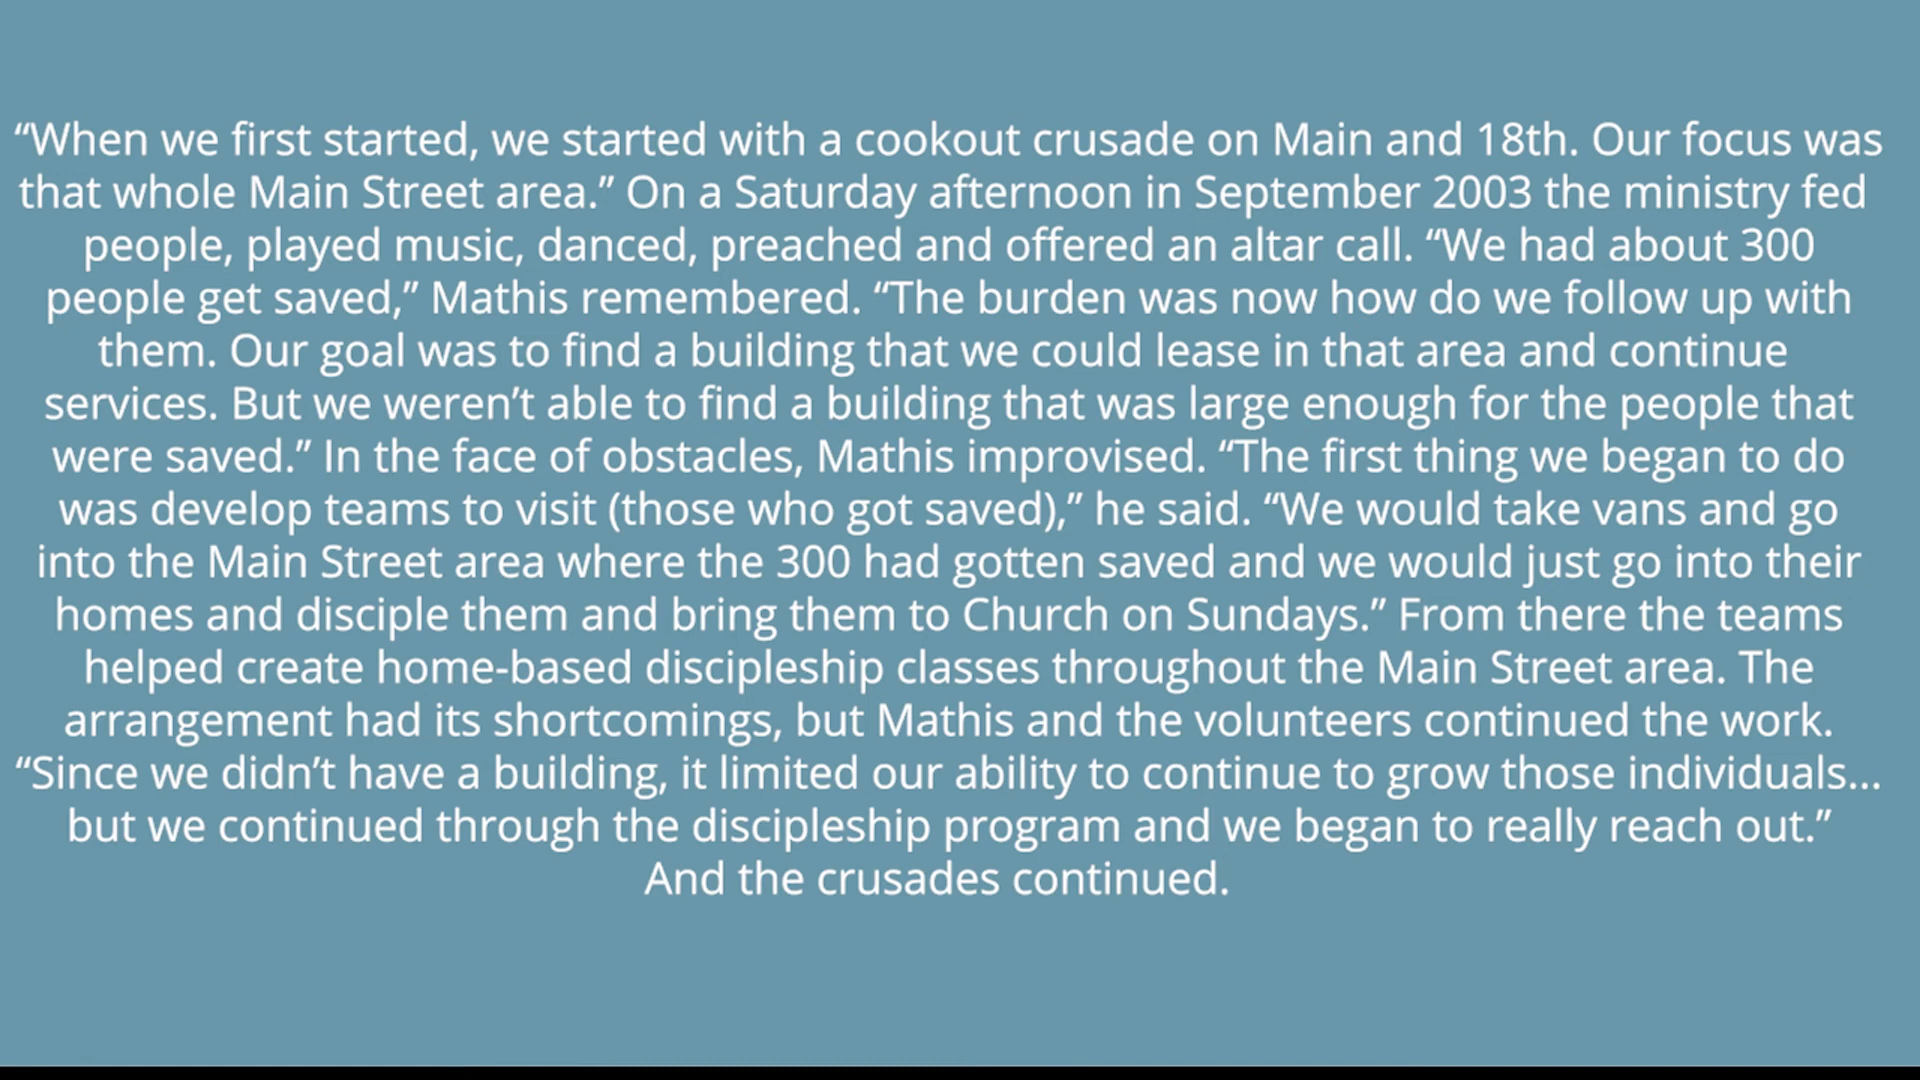 “When we first started, we started with a cookout crusade on Main and 18th. Our focus was
that whole Main Street area.” On a Saturday afternoon in September 2003 the ministry fed
people, played music, danced, preached and offered an altar call. “We had about 300
people get saved,” Mathis remembered. “The burden was now how do we follow up with
them. Our goal was to find a building that we could lease in that area and continue
services. But we weren’t able to find a building that was large enough for the people that
were saved.” In the face of obstacles, Mathis improvised. “The first thing we began to do
was develop teams to visit (those who got saved),” he said. “We would take vans and go
into the Main Street area where the 300 had gotten saved and we would just go into their
homes and disciple them and bring them to Church on Sundays.” From there the teams
helped create home-based discipleship classes throughout the Main Street area. The
arrangement had its shortcomings, but Mathis and the volunteers continued the work.
“Since we didn’t have a building, it limited our ability to continue to grow those individuals...
but we continued through the discipleship program and we began to really reach out.”
And the crusades continued.